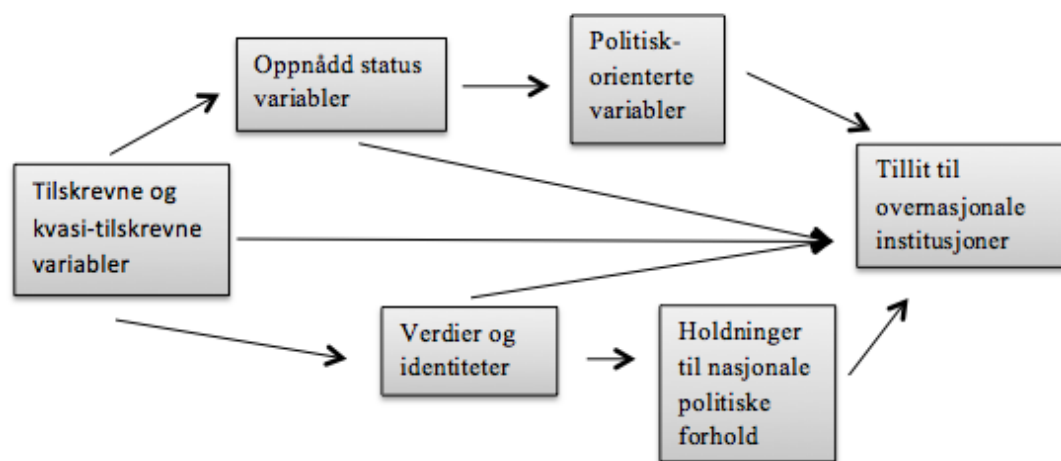 Oppnådd status
variabler
Politisk-
orienterte
variabler
Tilskrevne og
kvasi-tilskrevne
variabler
Tillit til
overnasjonale
institusjoner
Verdier og
identiteter
Holdninger
til nasjonale
politiske
forhold